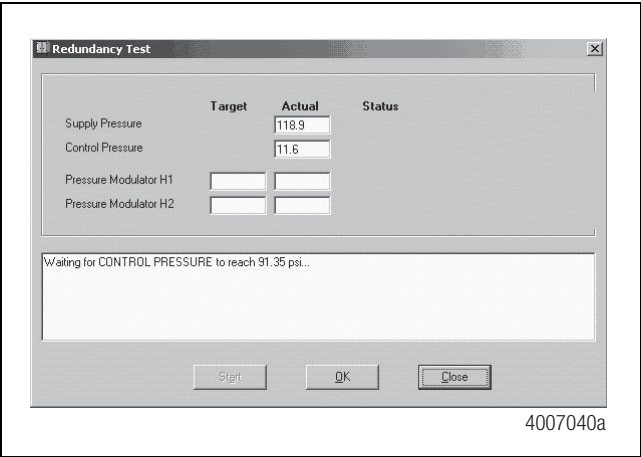 Redundancy Test
Target Actual Status
Supply Pressure 118.9
Control Pressure 11.6
Pressure Modulator H1
Pressure Modulator H2
Waiting for CONTROL PRESSURE to reach 91.35 psi...
Start OK Close
4007040a